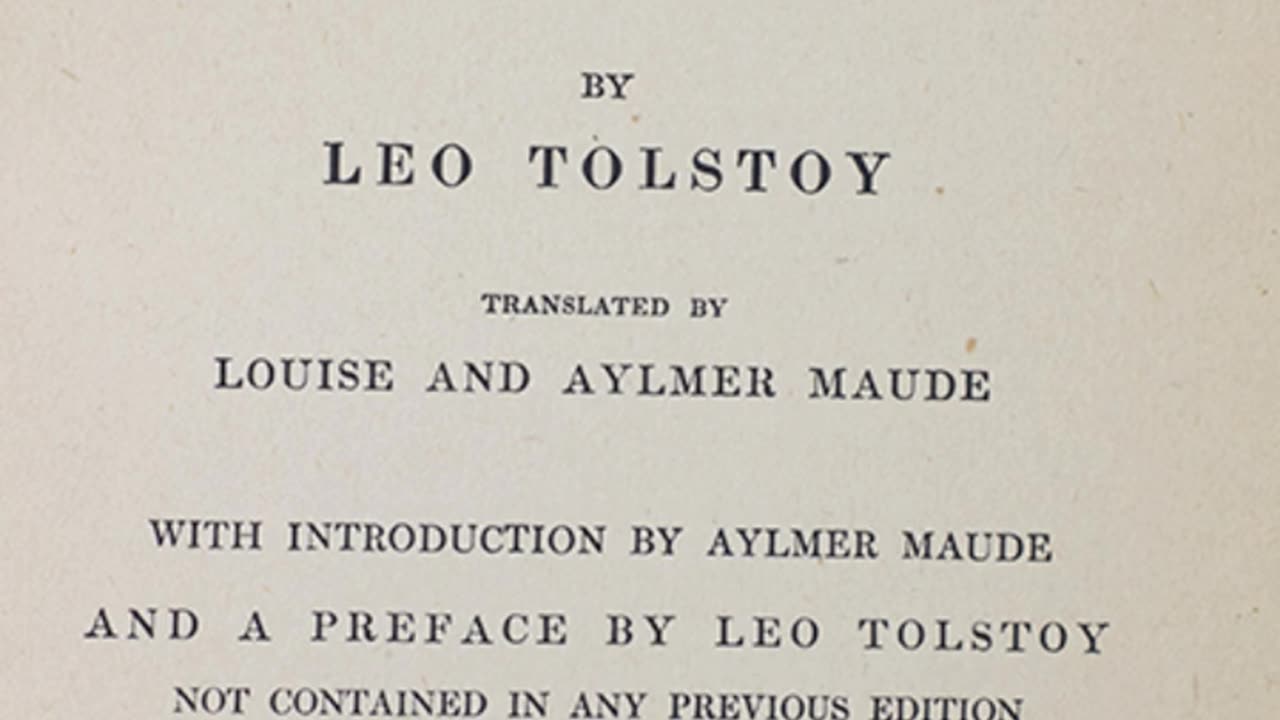 BY
LEO TOLSTOY
TRANSLATED BY
LOUISE AND AYLMER MAUDE
WITH INTRODUCTION BY AYLMER MAUDE
AND A PREFACE BY LEO TOLSTOY
NOT CONTAINED IN ANY PREVIOUS EDITION